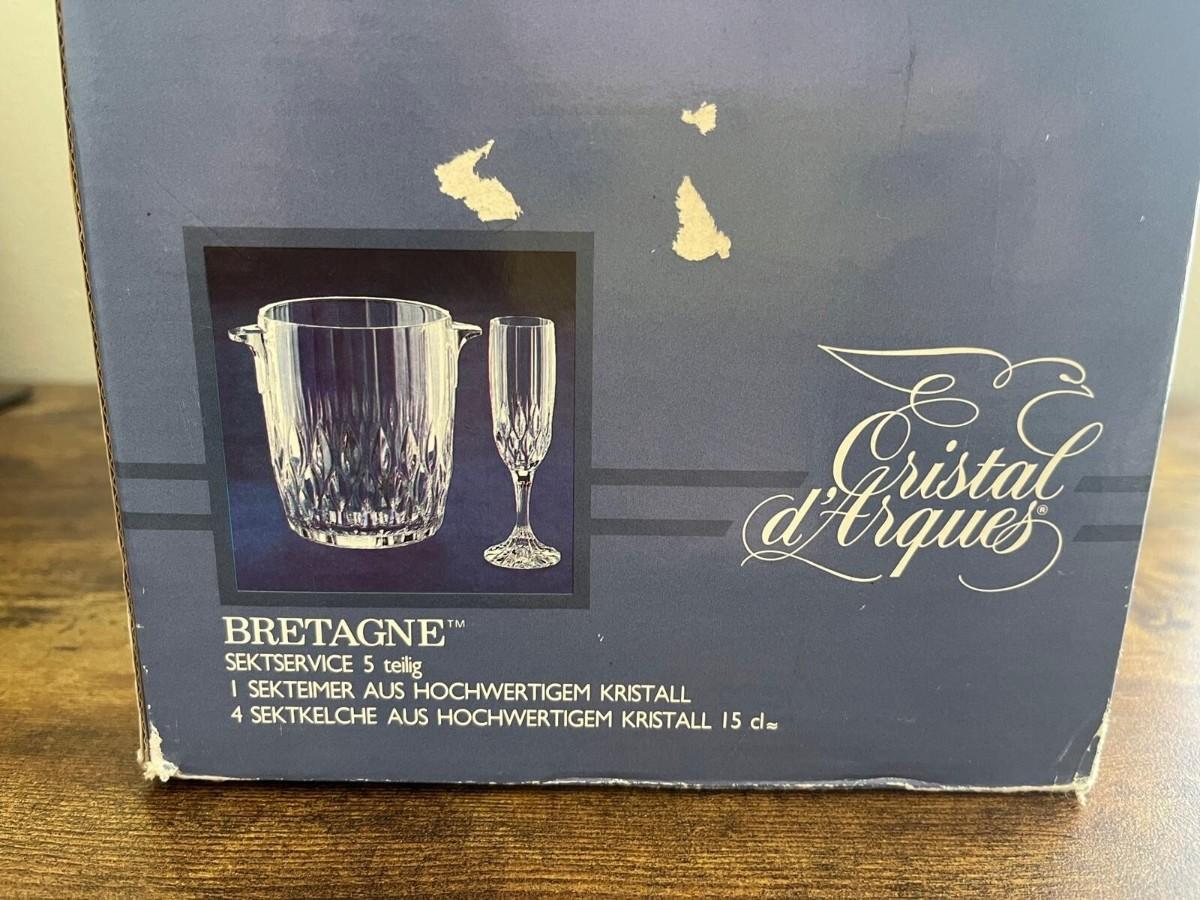 Cristal
d'Arques®
BRETAGNE™
SEKTSERVICE 5 teilig
1 SEKTEIMER AUS HOCHWERTIGEM KRISTALL
4 SEKTKELCHE AUS HOCHWERTIGEM KRISTALL 15 cl≈